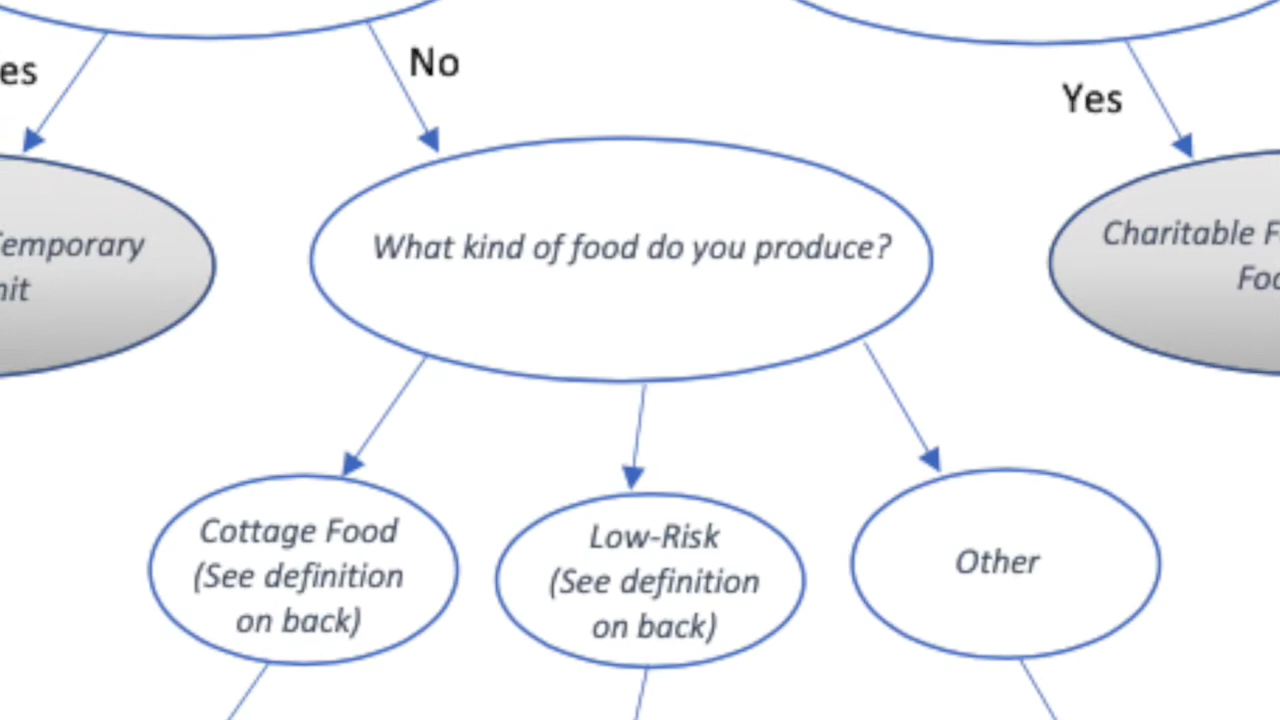 No
Yes
What kind of food do you produce?
Charitable
Cottage Food
(See definition
on back)
Low-Risk
(See definition
on back)
Other